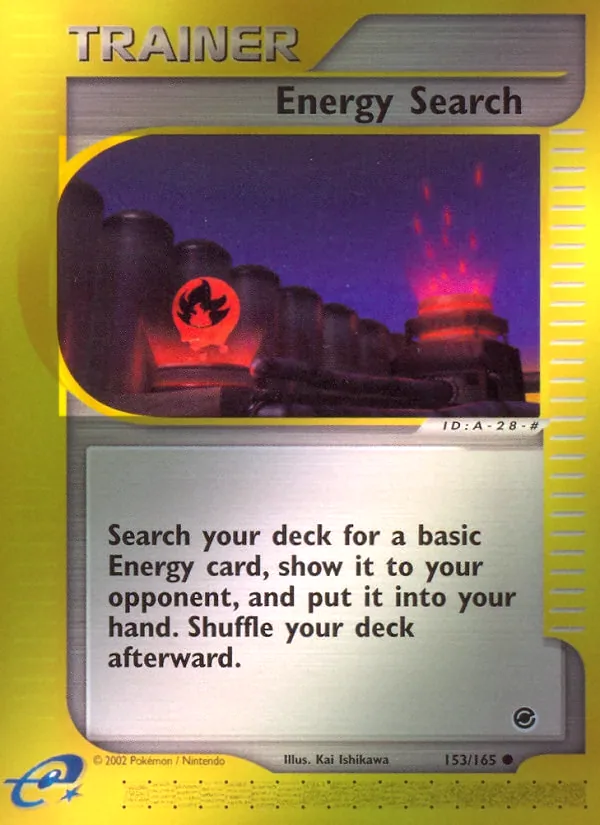 TRAINER
Energy Search
ID:A-28-#
Search your deck for a basic
Energy card, show it to your
opponent, and put it into your
hand. Shuffle your deck
afterward.
© 2002 Pokémon / Nintendo
Illus. Kai Ishikawa
153/165
e